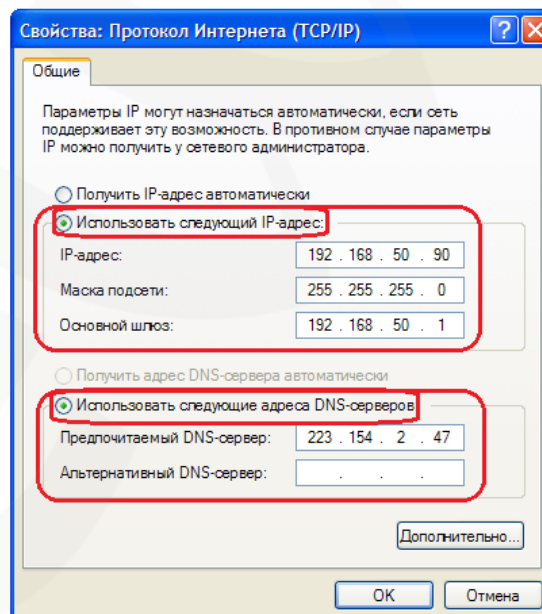 Свойства: Протокол Интернета (TCP/IP)
Общие
Параметры IP могут назначаться автоматически, если сеть
поддерживает эту возможность. В противном случае параметры
IP можно получить у сетевого администратора.
Получить IP-адрес автоматически
Использовать следующий IP-адрес:
IP-адрес: 192 . 168 . 50 . 90
Маска подсети: 255 . 255 . 255 . 0
Основной шлюз: 192 . 168 . 50 . 1
Получить адрес DNS-сервера автоматически
Использовать следующие адреса DNS-серверов
Предпочитаемый DNS-сервер: 223 . 154 . 2 . 47
Альтернативный DNS-сервер: . . .
Дополнительно...
OK Отмена